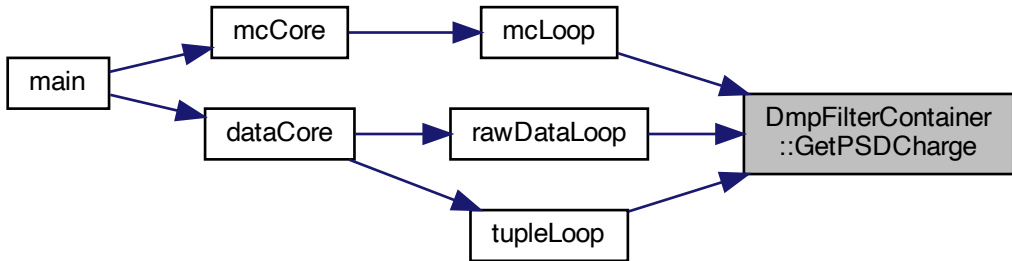 main
mcCore
dataCore
mcLoop
rawDataLoop
tupleLoop
DmpFilterContainer
::GetPSDCharge